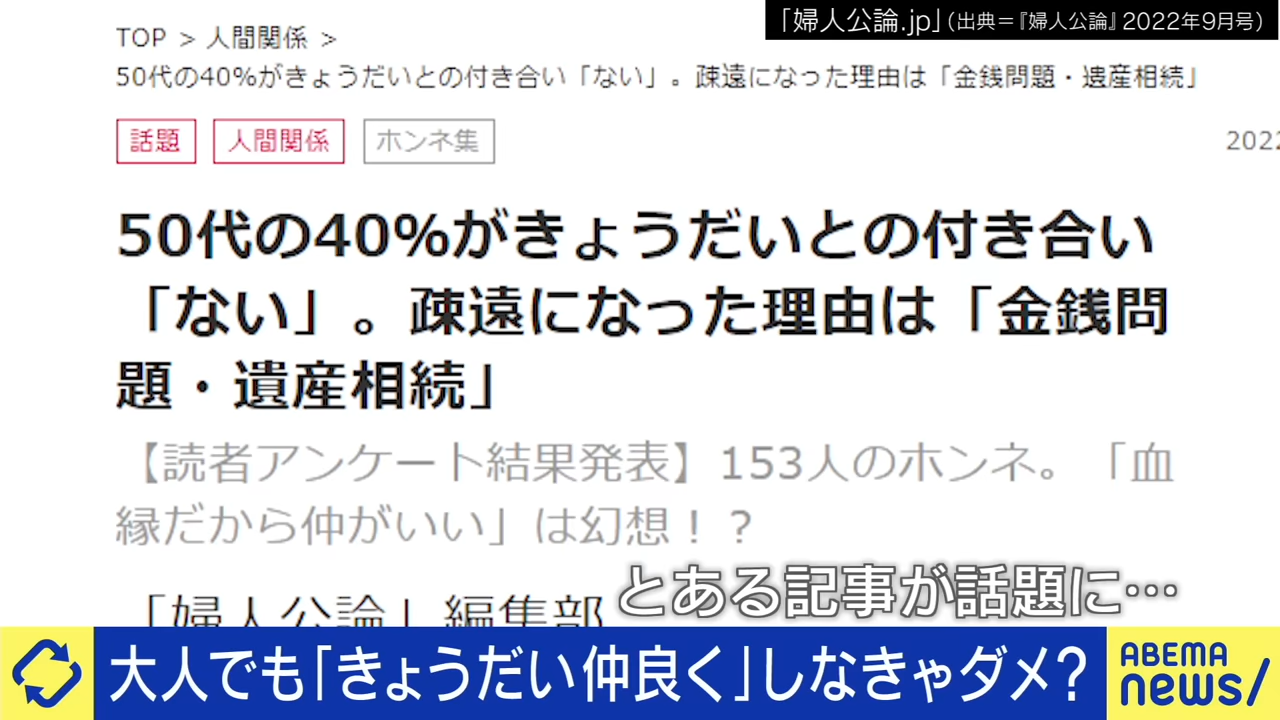 「婦人公論.jp」（出典＝『婦人公論』2022年9月号）
TOP > 人間関係 >
50代の40%がきょうだいとの付き合い「ない」。疎遠になった理由は「金銭問題・遺産相続」
話題 人間関係 ホンネ集 2022
50代の40%がきょうだいとの付き合い
「ない」。疎遠になった理由は「金銭問
題・遺産相続」
【読者アンケート結果発表】153人のホンネ。「血
縁だから仲がいい」は幻想！？
「婦人公論」編集部
とある記事が話題に…
大人でも「きょうだい仲良く」しなきゃダメ？
ABEMA
news/